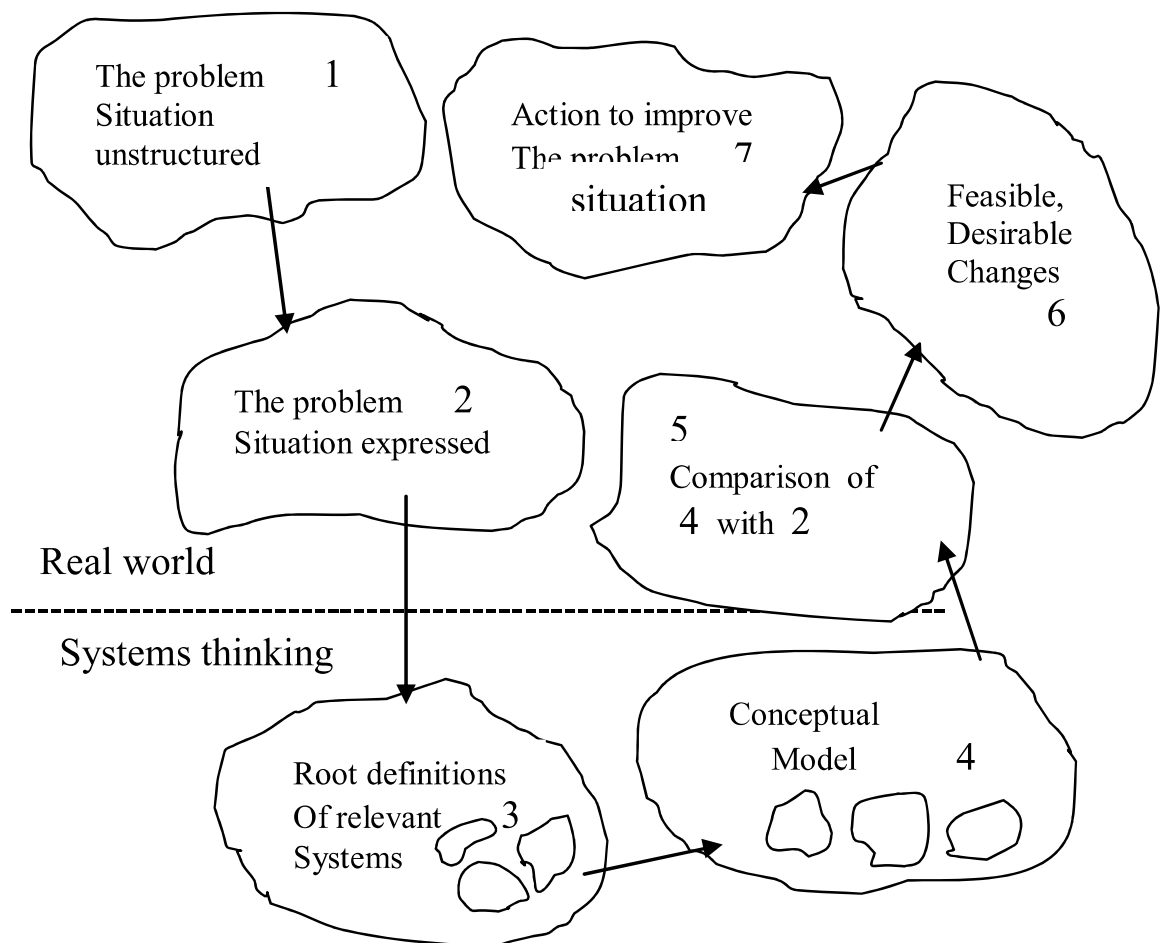 The problem 1
Situation
unstructured
Action to improve
The problem 7
situation
Feasible,
Desirable
Changes
6
The problem 2
Situation expressed
5
Comparison of
4 with 2
Real world
Systems thinking
Root definitions
Of relevant 3
Systems
Conceptual
Model 4